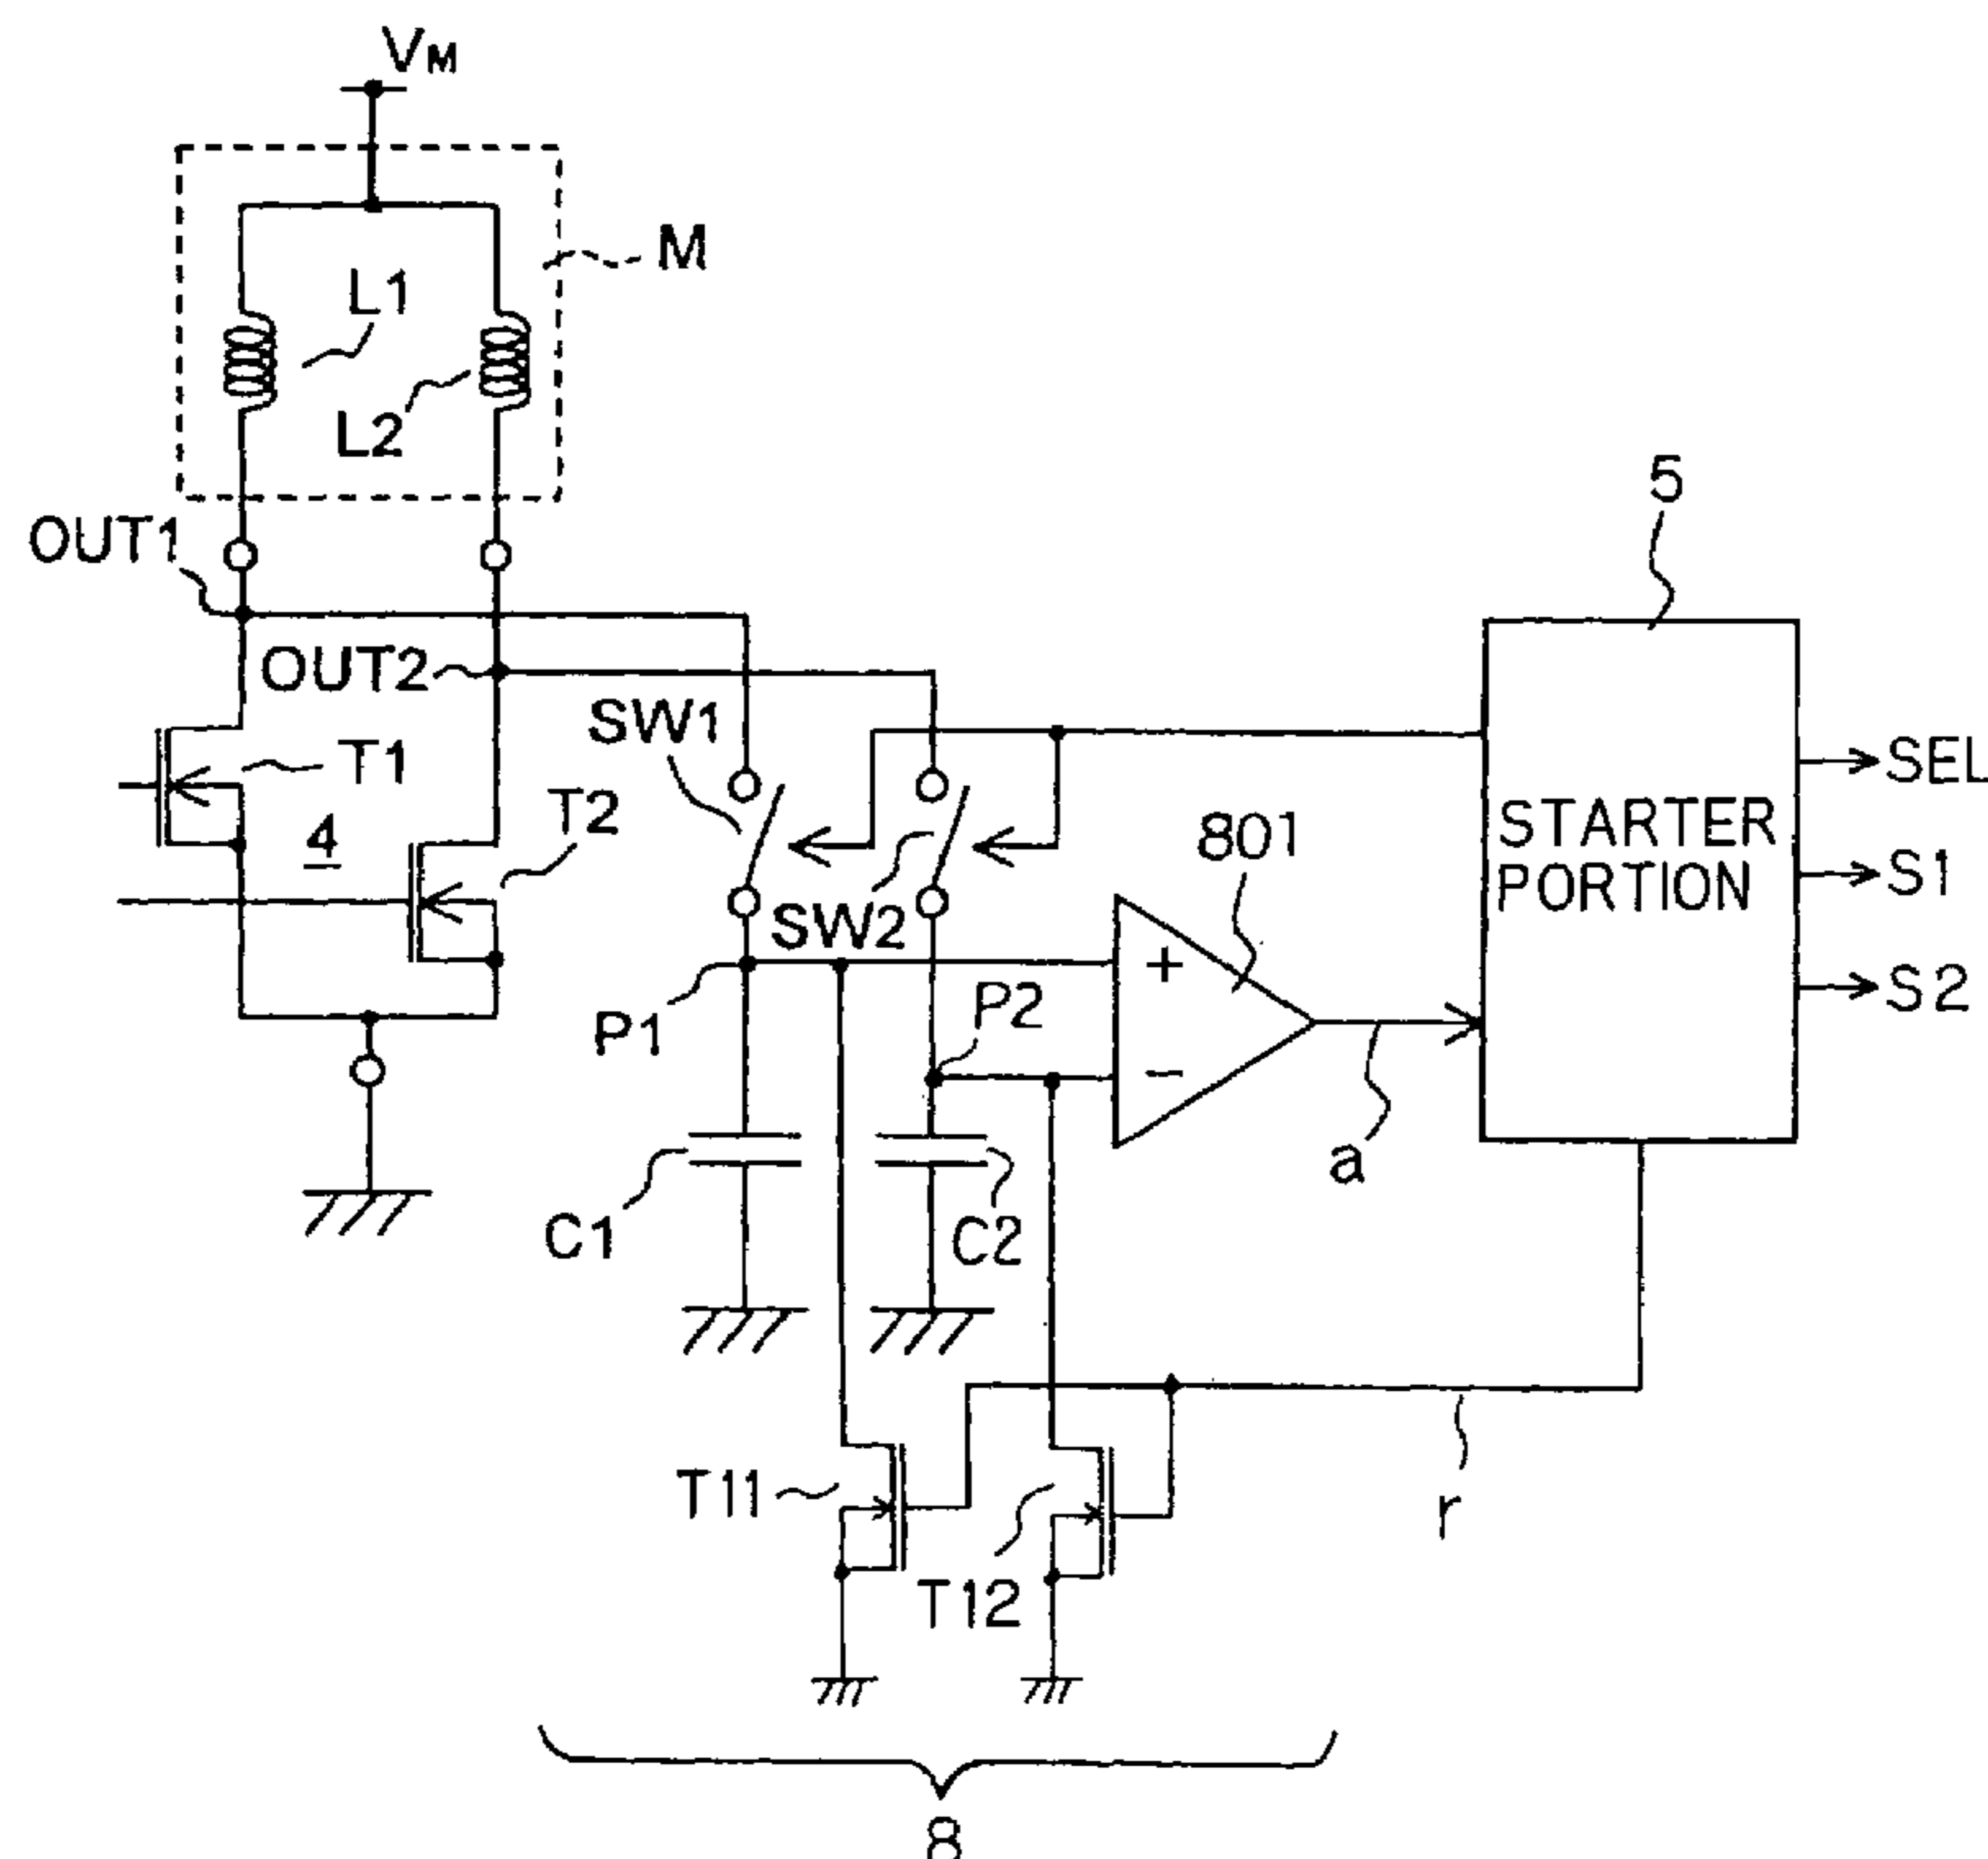 VM
M
L1
L2
OUT1
5
OUT2
SW1
T1
SEL
T2
STARTER
PORTION
4
801
S1
SW2
+
S2
P2
P1
-
a
C1
C2
T11
r
T12
8